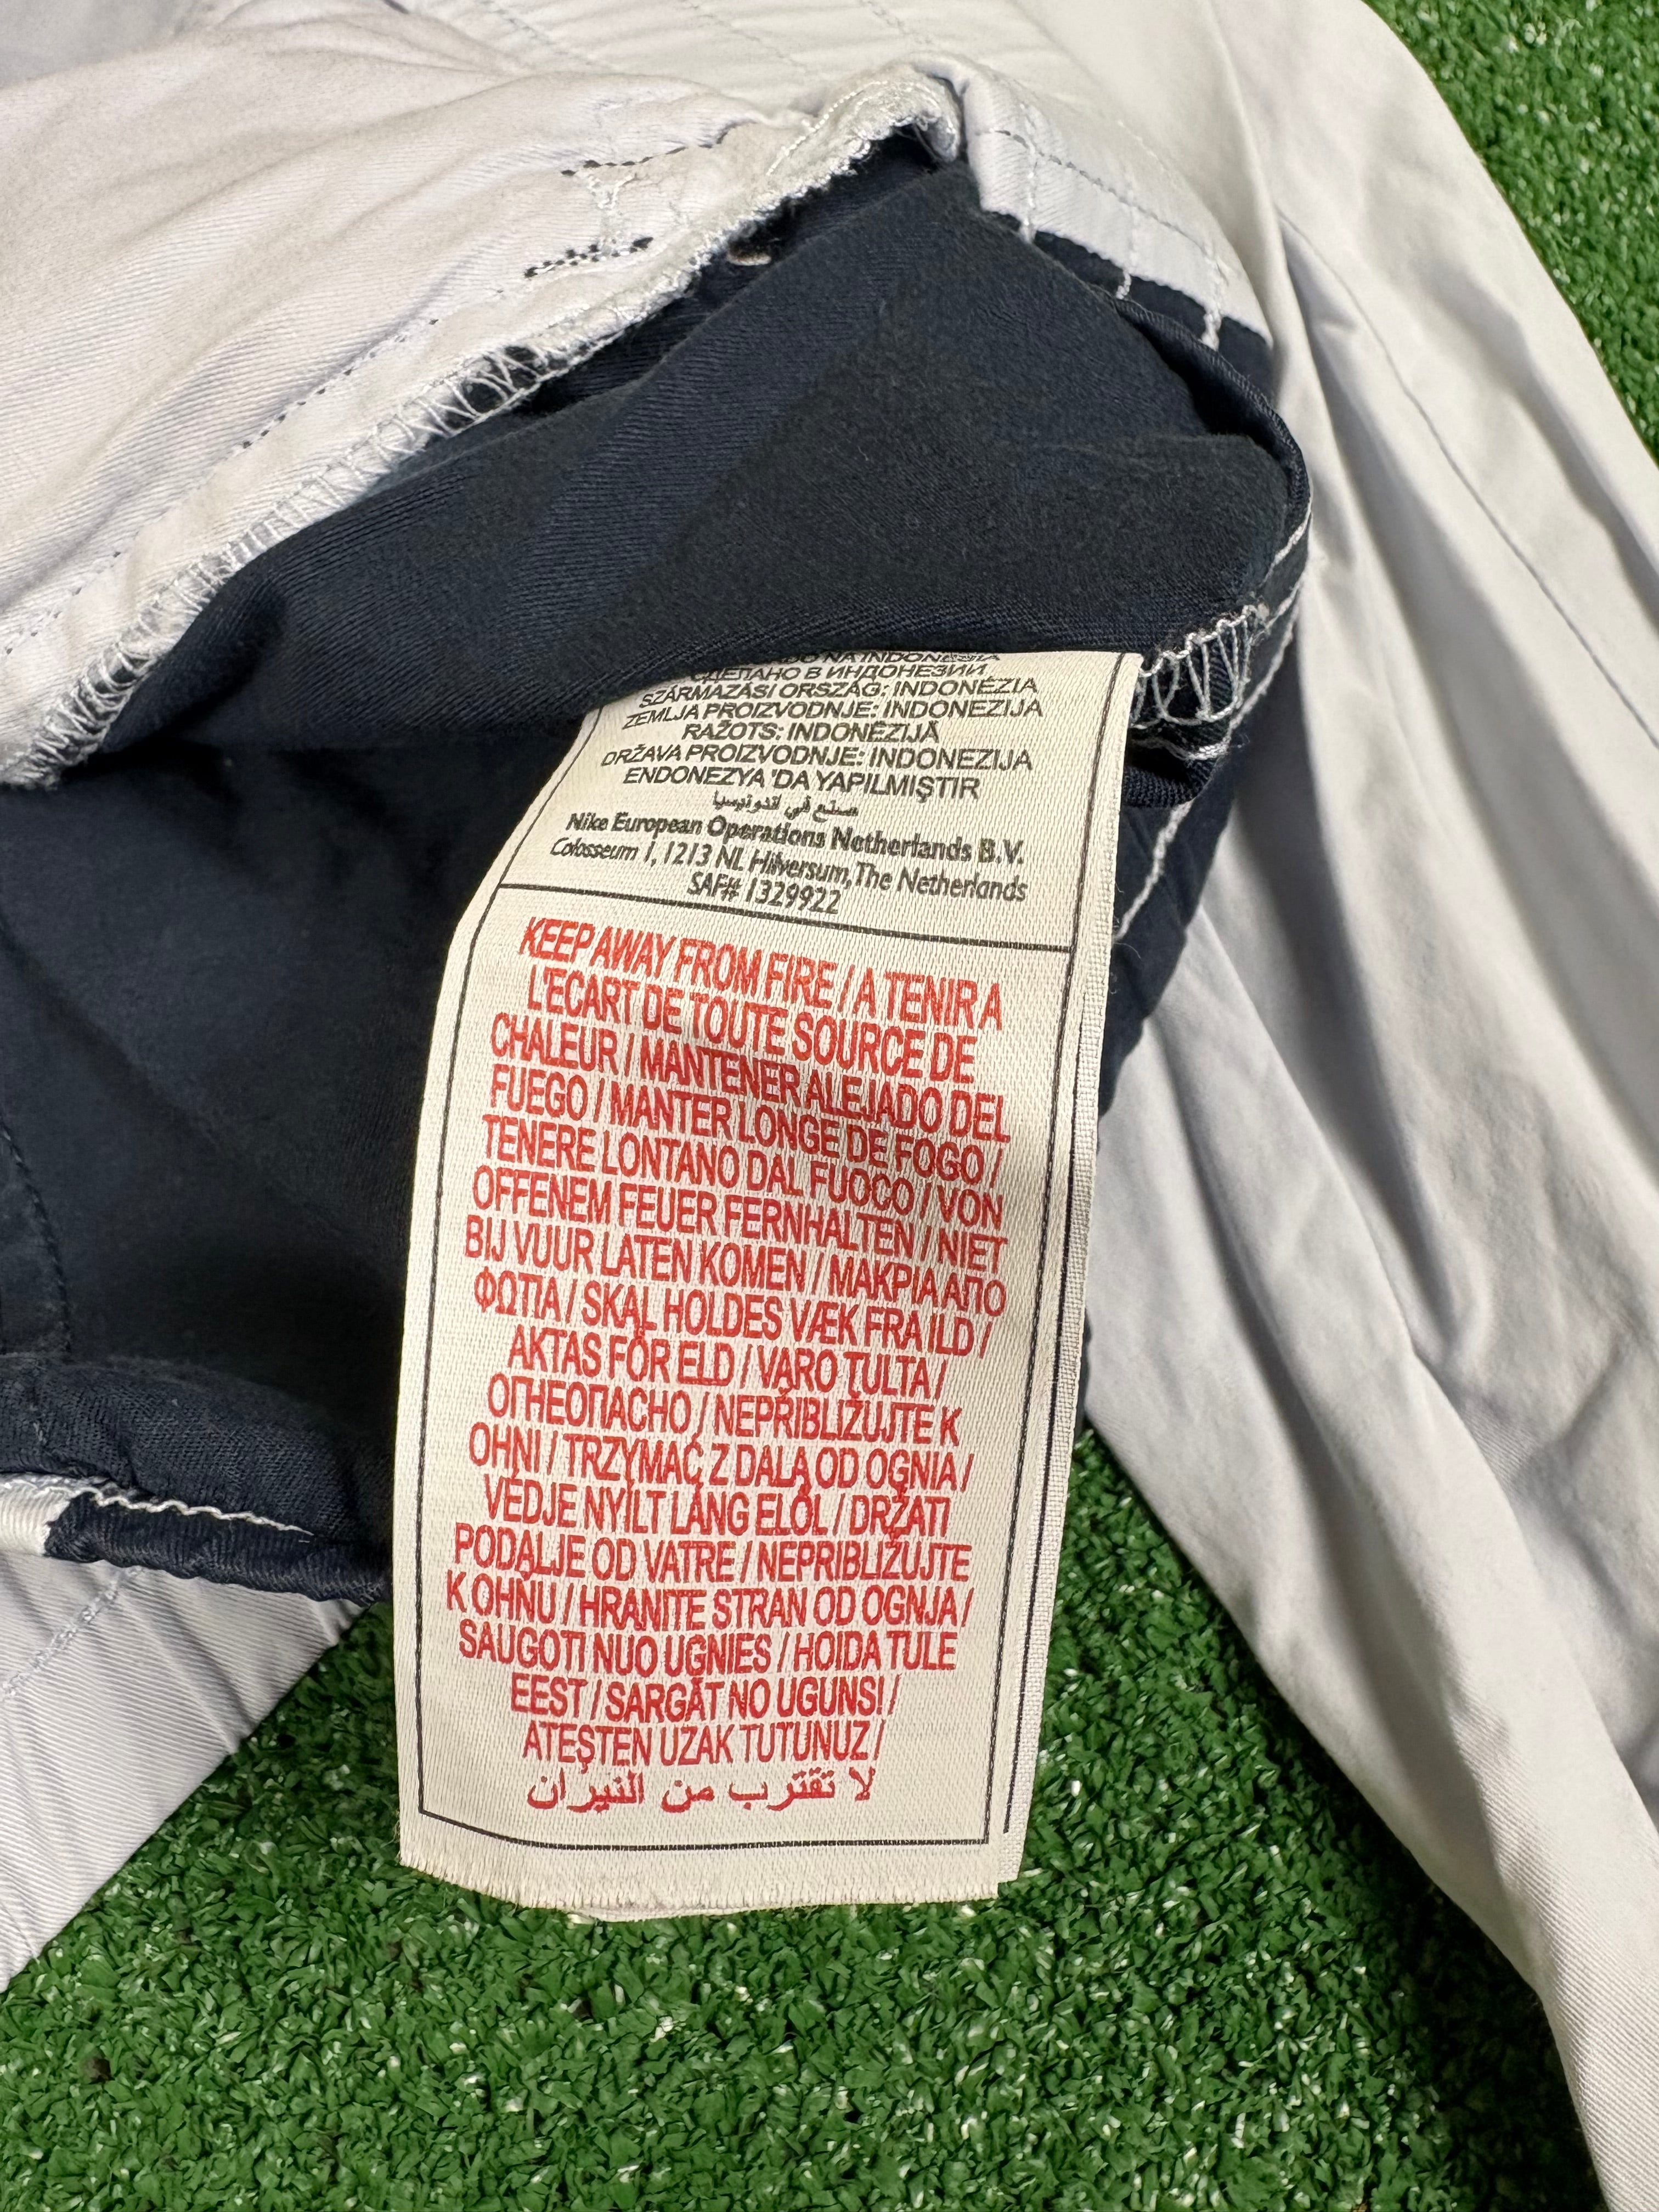 NA INDONÉZIA
СДЕЛАНО В ИНДОНЕЗИИ
SZÁRMAZÁSI ORSZÁG: INDONÉZIA
ZEMLJA PROIZVODNJE: INDONEZIJA
RAŽOTS: INDONĒZIJĀ
DRŽAVA PROIZVODNJE: INDONEZIJA
ENDONEZYA 'DA YAPILMIŞTIR
صنع في اندونيسيا
Nike European Operations Netherlands B.V.
Colosseum 1, 1213 NL Hilversum, The Netherlands
SAF# 1329922
KEEP AWAY FROM FIRE / A TENIR A
L'ECART DE TOUTE SOURCE DE
CHALEUR / MANTENER ALEJADO DEL
FUEGO / MANTER LONGE DE FOGO /
TENERE LONTANO DAL FUOCO / VON
OFFENEM FEUER FERNHALTEN / NIET
BIJ VUUR LATEN KOMEN / ΜΑΚΡΙΑ ΑΠΟ
ΦΩΤΙΑ / SKAL HOLDES VÆK FRA ILD /
AKTAS FÖR ELD / VARO TULTA /
ОГНЕОПАСНО / NEPŘIBLIŽUJTE K
OHNI / TRZYMAĆ Z DALA OD OGNIA /
VÉDJE NYÍLT LÁNG ELŐL / DRŽATI
PODALJE OD VATRE / NEPRIBLIŽUJTE
K OHŇU / HRANITE STRAN OD OGNJA /
SAUGOTI NUO UGNIES / HOIDA TULE
EEST / SARGĀT NO UGUNS! /
ATEŞTEN UZAK TUTUNUZ /
لا تقترب من النيران